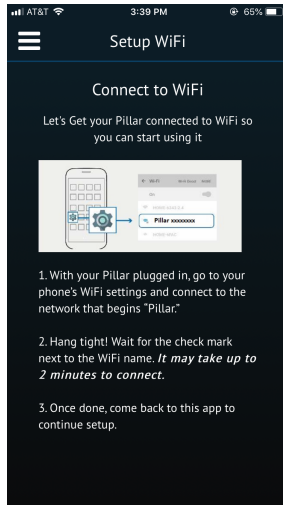 AT&T 3:39 PM 65%
Setup WiFi
Connect to WiFi
Let's Get your Pillar connected to WiFi so
you can start using it
Wi-Fi
On
Pillar xxxxxxxx
1. With your Pillar plugged in, go to your
phone's WiFi settings and connect to the
network that begins “Pillar.”
2. Hang tight! Wait for the check mark
next to the WiFi name. It may take up to
2 minutes to connect.
3. Once done, come back to this app to
continue setup.